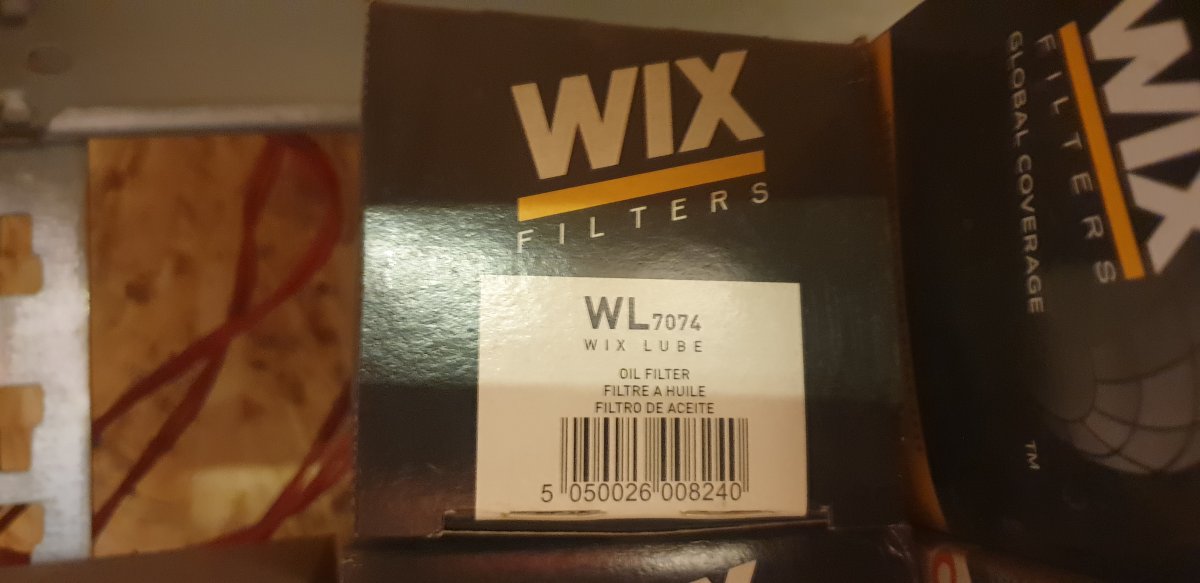 WIX
FILTERS
WL7074
WIX LUBE
OIL FILTER
FILTRE A HUILE
FILTRO DE ACEITE
5 050026 008240
WIX
FILTERS
GLOBAL COVERAGE
TM